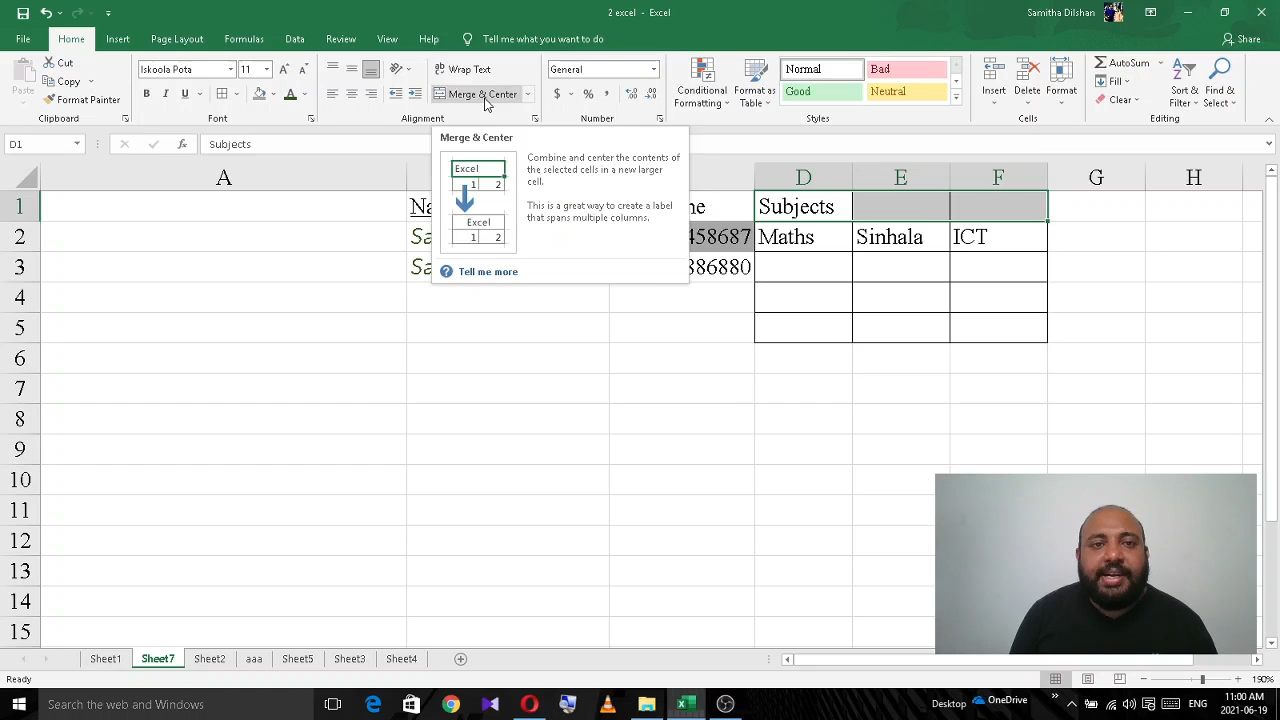 2 excel - Excel
Samitha Dilshan
File Home Insert Page Layout Formulas Data Review View Help Tell me what you want to do Share
Paste
Cut
Copy
Format Painter
Clipboard
Iskoola Pota 11 A A
B I U A
Font
Wrap Text
Merge & Center
Alignment
General
$ % ,
Number
Conditional Formatting
Format as Table
Normal Bad
Good Neutral
Styles
Insert Delete Format
Cells
AutoSum
Fill
Clear
Sort & Filter
Find & Select
Editing
D1 fx Subjects
Merge & Center
Excel
1 2
Excel
1 2
Combine and center the contents of
the selected cells in a new larger
cell.
This is a great way to create a label
that spans multiple columns.
Tell me more
A D E F G H
1 Na ne Subjects
2 Sa 458687 Maths Sinhala ICT
3 Sa 886880
4
5
6
7
8
9
10
11
12
13
14
15
Sheet1 Sheet7 Sheet2 aaa Sheet5 Sheet3 Sheet4
Ready 190%
Search the web and Windows
Desktop OneDrive ENG
11:00 AM
2021-06-19